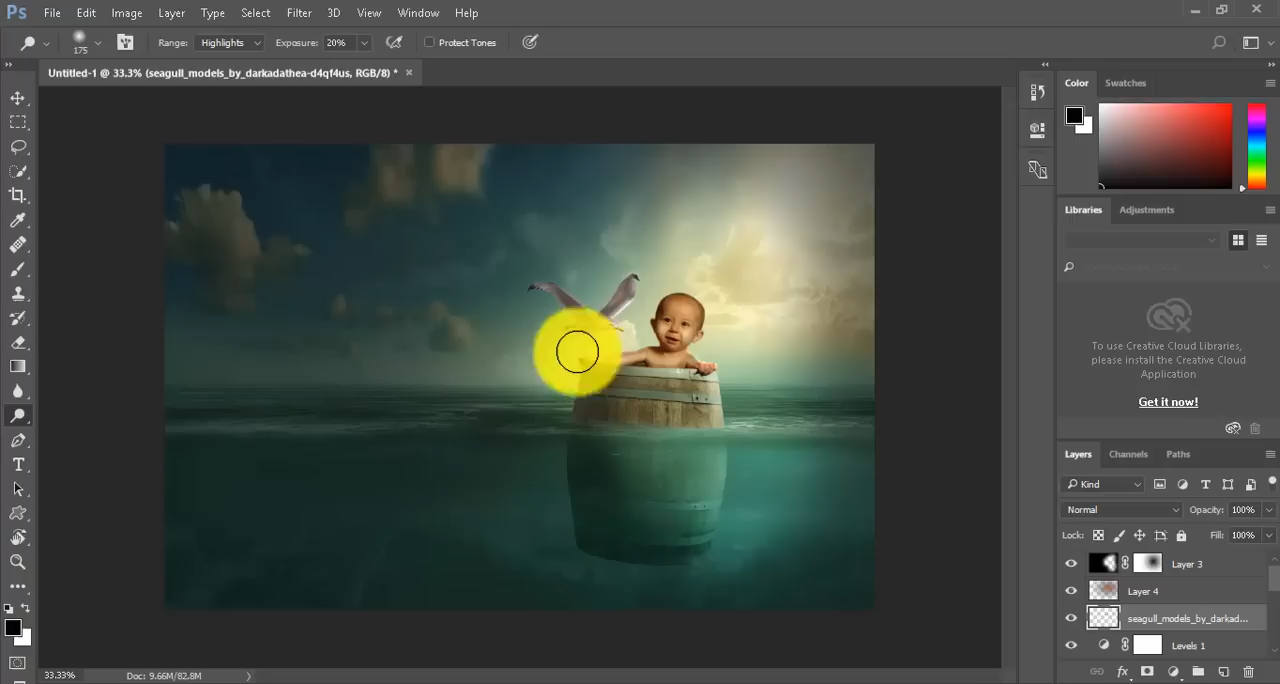 Ps File Edit Image Layer Type Select Filter 3D View Window Help
175 Range: Highlights Exposure: 20% Protect Tones
Untitled-1 @ 33.3% (seagull_models_by_darkadathea-d4qf4us, RGB/8) * ×
Color Swatches
Libraries Adjustments
To use Creative Cloud Libraries,
please install the Creative Cloud
Application
Get it now!
Layers Channels Paths
Kind
Normal Opacity: 100%
Lock: Fill: 100%
Layer 3
Layer 4
seagull_models_by_darkad...
Levels 1
33.33% Doc: 9.66M/82.8M